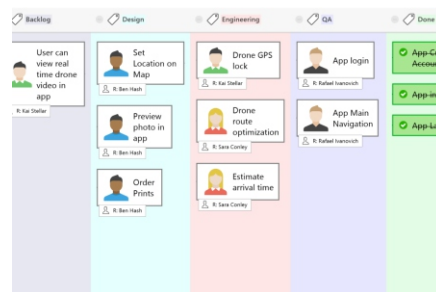 Backlog
Design
Engineering
QA
Done
User can
view real
time drone
video in
app
R: Kai Stellar
Set
Location on
Map
R: Ben Hash
Preview
photo in
app
R: Ben Hash
Order
Prints
R: Ben Hash
Drone GPS
lock
R: Kai Stellar
Drone
route
optimization
R: Sara Conley
Estimate
arrival time
R: Sara Conley
App login
R: Rafael Ivanovich
App Main
Navigation
R: Rafael Ivanovich
App
App
App